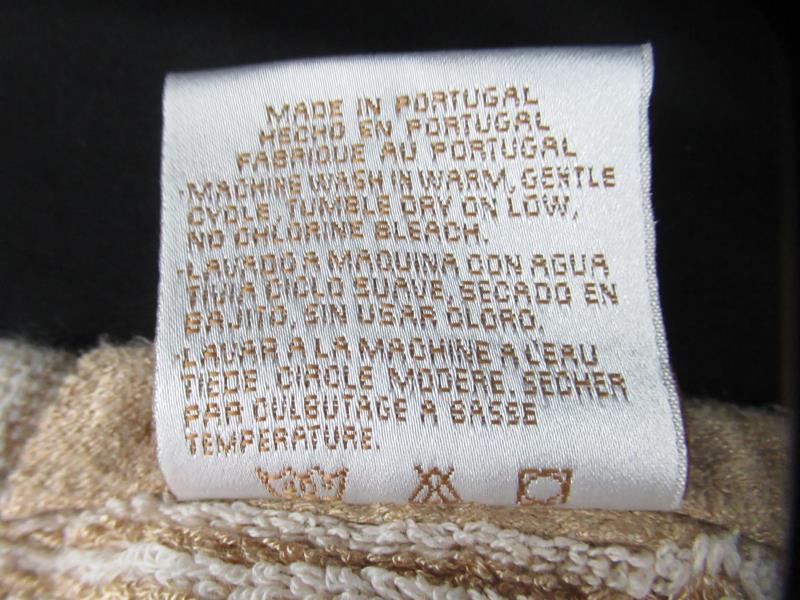 MADE IN PORTUGAL
HECHO EN PORTUGAL
FABRIQUE AU PORTUGAL
·MACHINE WASH IN WARM, GENTLE
CYCLE, TUMBLE DRY ON LOW,
NO CHLORINE BLEACH.
·LAVADO A MAQUINA CON AGUA
TIVIA, CICLO SUAVE, SECADO EN
BAJITO, SIN USAR CLORO.
·LAVAR A LA MACHINE A L'EAU
TIEDE, CIRCLE MODERE, SECHER
PAR CULBUTAGE A BASSE
TEMPERATURE.